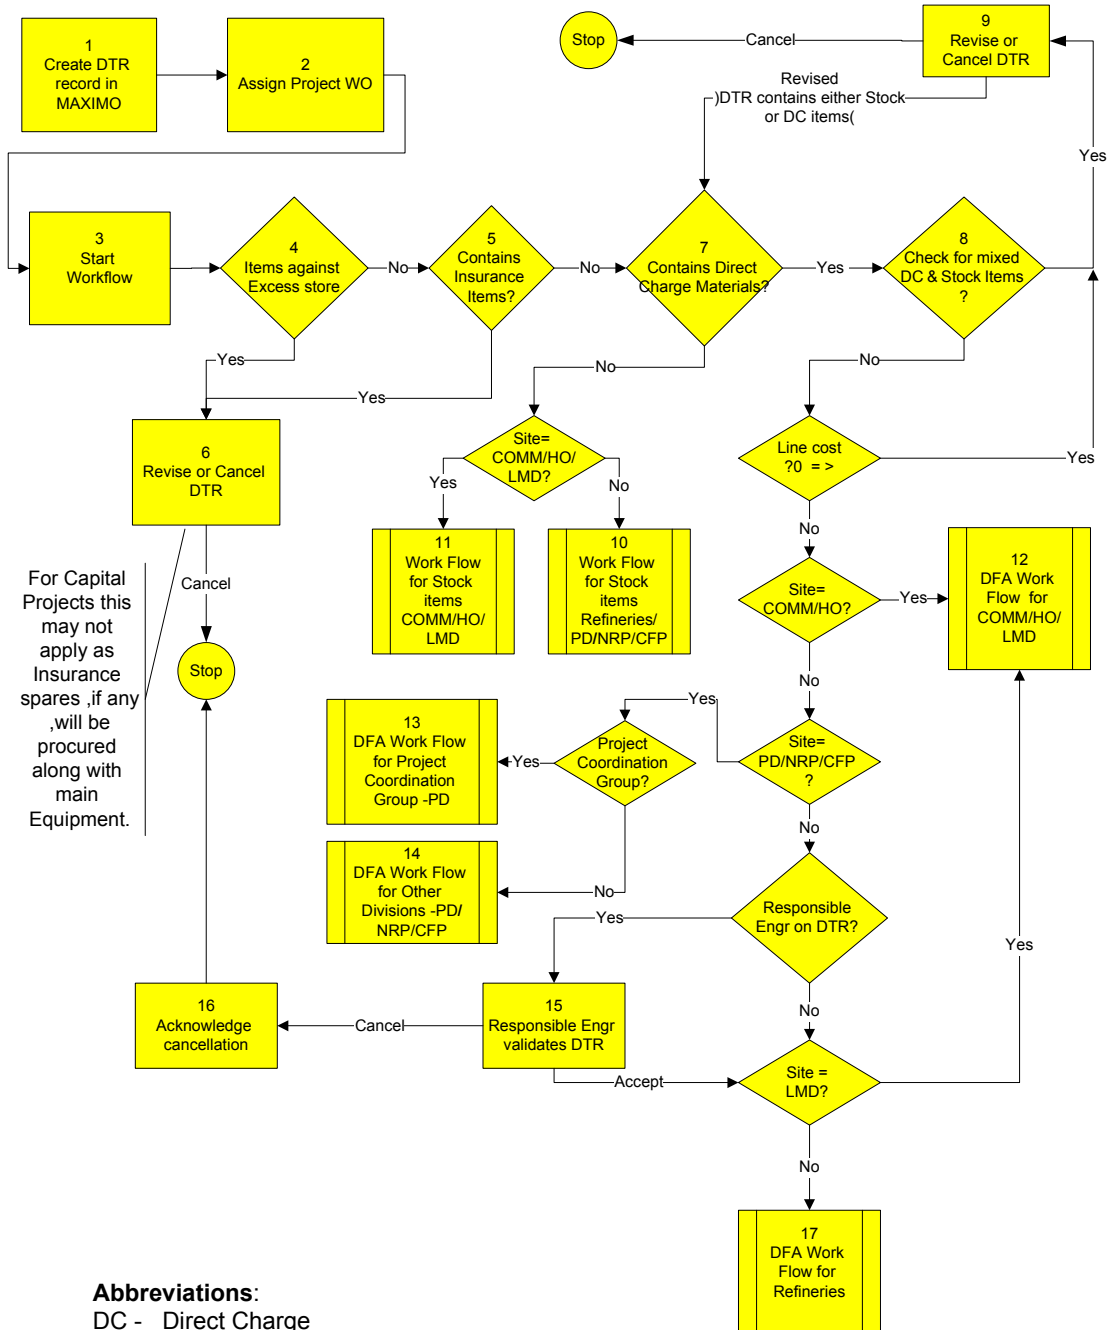 1
Create DTR
record in
MAXIMO
2
Assign Project WO
Stop
Cancel
9
Revise or
Cancel DTR
Revised
)DTR contains either Stock
or DC items(
Yes
3
Start
Workflow
4
Items against
Excess store
No
5
Contains
Insurance
Items?
No
7
Contains Direct
Charge Materials?
Yes
8
Check for mixed
DC & Stock Items
?
Yes
Yes
No
No
6
Revise or Cancel
DTR
Site=
COMM/HO/
LMD?
Line cost
?0 = >
Yes
Yes
No
No
11
Work Flow
for Stock
items
COMM/HO/
LMD
10
Work Flow
for Stock
items
Refineries/
PD/NRP/CFP
Site=
COMM/HO?
Yes
12
DFA Work
Flow for
COMM/HO/
LMD
For Capital
Projects this
may not
apply as
Insurance
spares ,if any
,will be
procured
along with
main
Equipment.
Cancel
Stop
No
Yes
13
DFA Work Flow
for Project
Coordination
Group -PD
Yes
Project
Coordination
Group?
Site=
PD/NRP/CFP
?
No
14
DFA Work Flow
for Other
Divisions -PD/
NRP/CFP
No
Responsible
Engr on DTR?
Yes
Yes
No
16
Acknowledge
cancellation
Cancel
15
Responsible Engr
validates DTR
Accept
Site =
LMD?
No
17
DFA Work
Flow for
Refineries
Abbreviations:
DC - Direct Charge